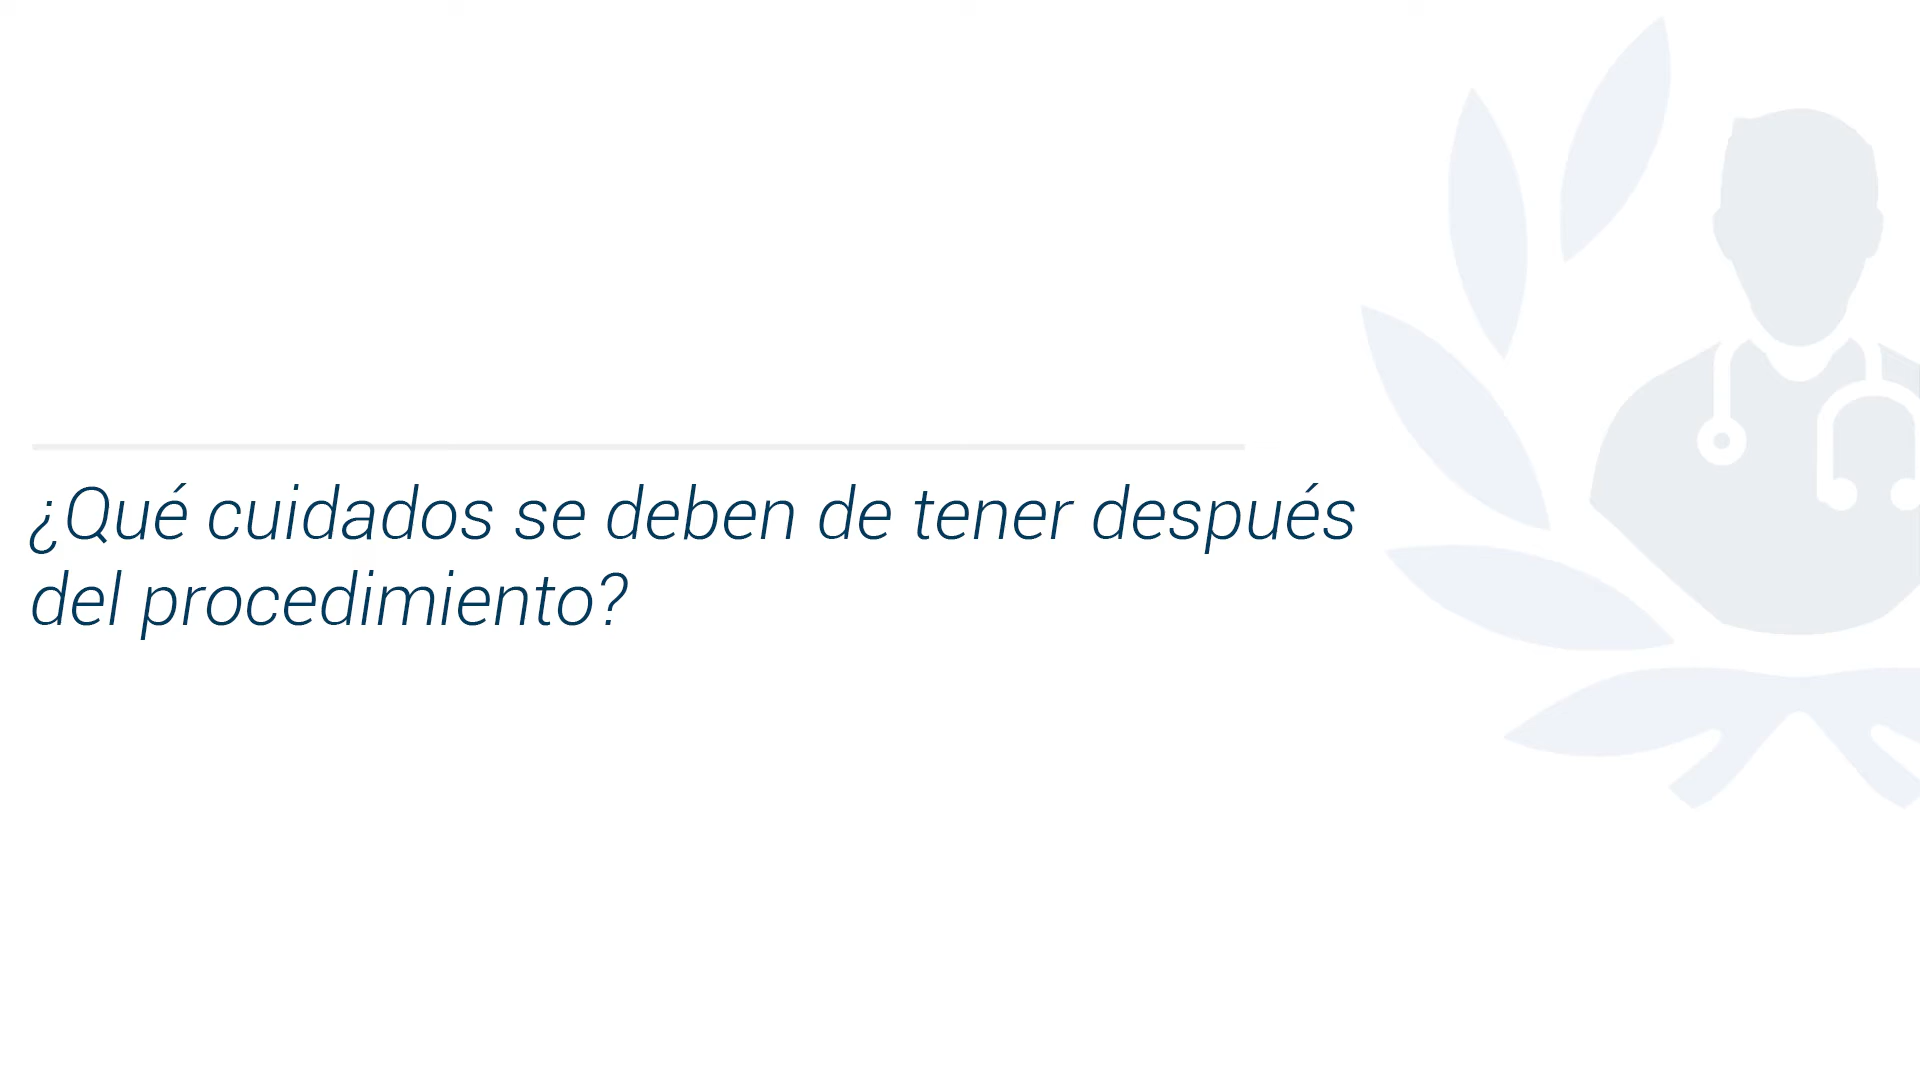 ¿Qué cuidados se deben de tener después
del procedimiento?